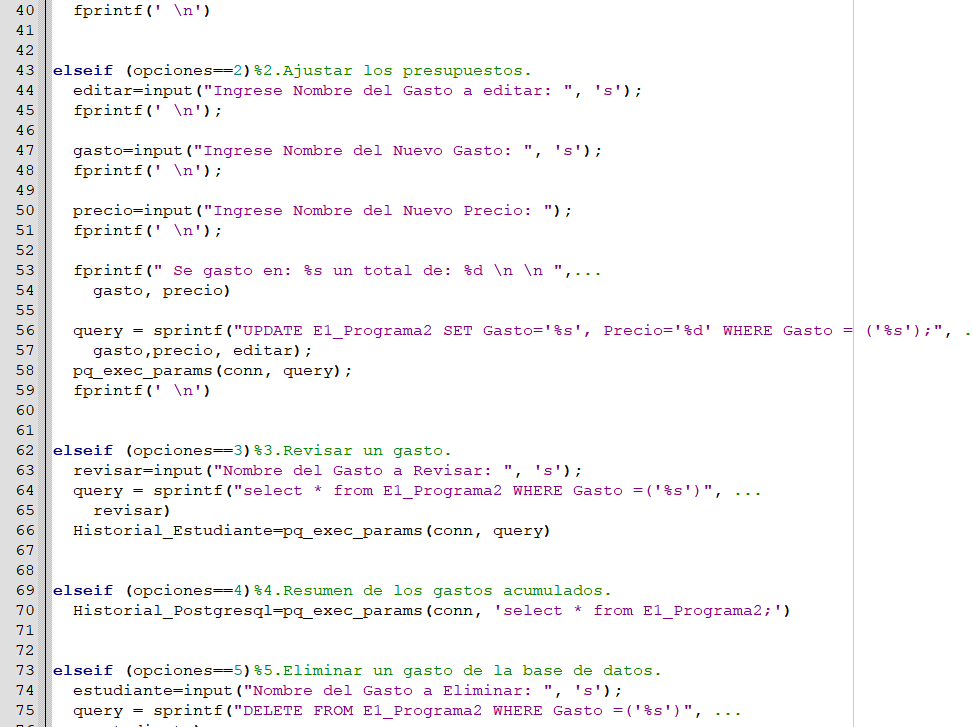 40 fprintf(' \n')
41
42
43 elseif (opciones==2)%2.Ajustar los presupuestos.
44 editar=input("Ingrese Nombre del Gasto a editar: ", 's');
45 fprintf(' \n');
46
47 gasto=input("Ingrese Nombre del Nuevo Gasto: ", 's');
48 fprintf(' \n');
49
50 precio=input("Ingrese Nombre del Nuevo Precio: ");
51 fprintf(' \n');
52
53 fprintf(" Se gasto en: %s un total de: %d \n \n ",...
54 gasto, precio)
55
56 query = sprintf("UPDATE E1_Programa2 SET Gasto='%s', Precio='%d' WHERE Gasto = ('%s');", .
57 gasto,precio, editar);
58 pq_exec_params(conn, query);
59 fprintf(' \n')
60
61
62 elseif (opciones==3)%3.Revisar un gasto.
63 revisar=input("Nombre del Gasto a Revisar: ", 's');
64 query = sprintf("select * from E1_Programa2 WHERE Gasto =('%s')", ...
65 revisar)
66 Historial_Estudiante=pq_exec_params(conn, query)
67
68
69 elseif (opciones==4)%4.Resumen de los gastos acumulados.
70 Historial_Postgresql=pq_exec_params(conn, 'select * from E1_Programa2;')
71
72
73 elseif (opciones==5)%5.Eliminar un gasto de la base de datos.
74 estudiante=input("Nombre del Gasto a Eliminar: ", 's');
75 query = sprintf("DELETE FROM E1_Programa2 WHERE Gasto =('%s')", ...